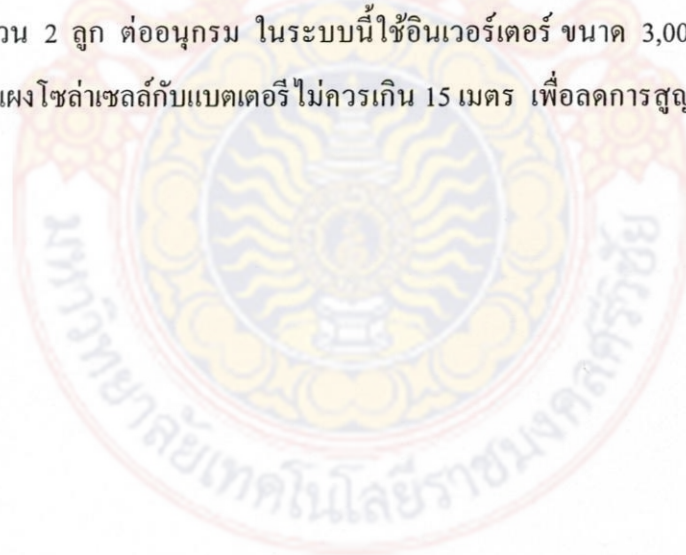 วน 2 ลูก ต่ออนุกรม ในระบบนี้ใช้อินเวอร์เตอร์ ขนาด 3,00
แผงโซล่าเซลล์กับแบตเตอรีไม่ควรเกิน 15 เมตร เพื่อลดการสูญ
มหาวิทยาลัยเทคโนโลยีราชมงคลศรีวิชัย